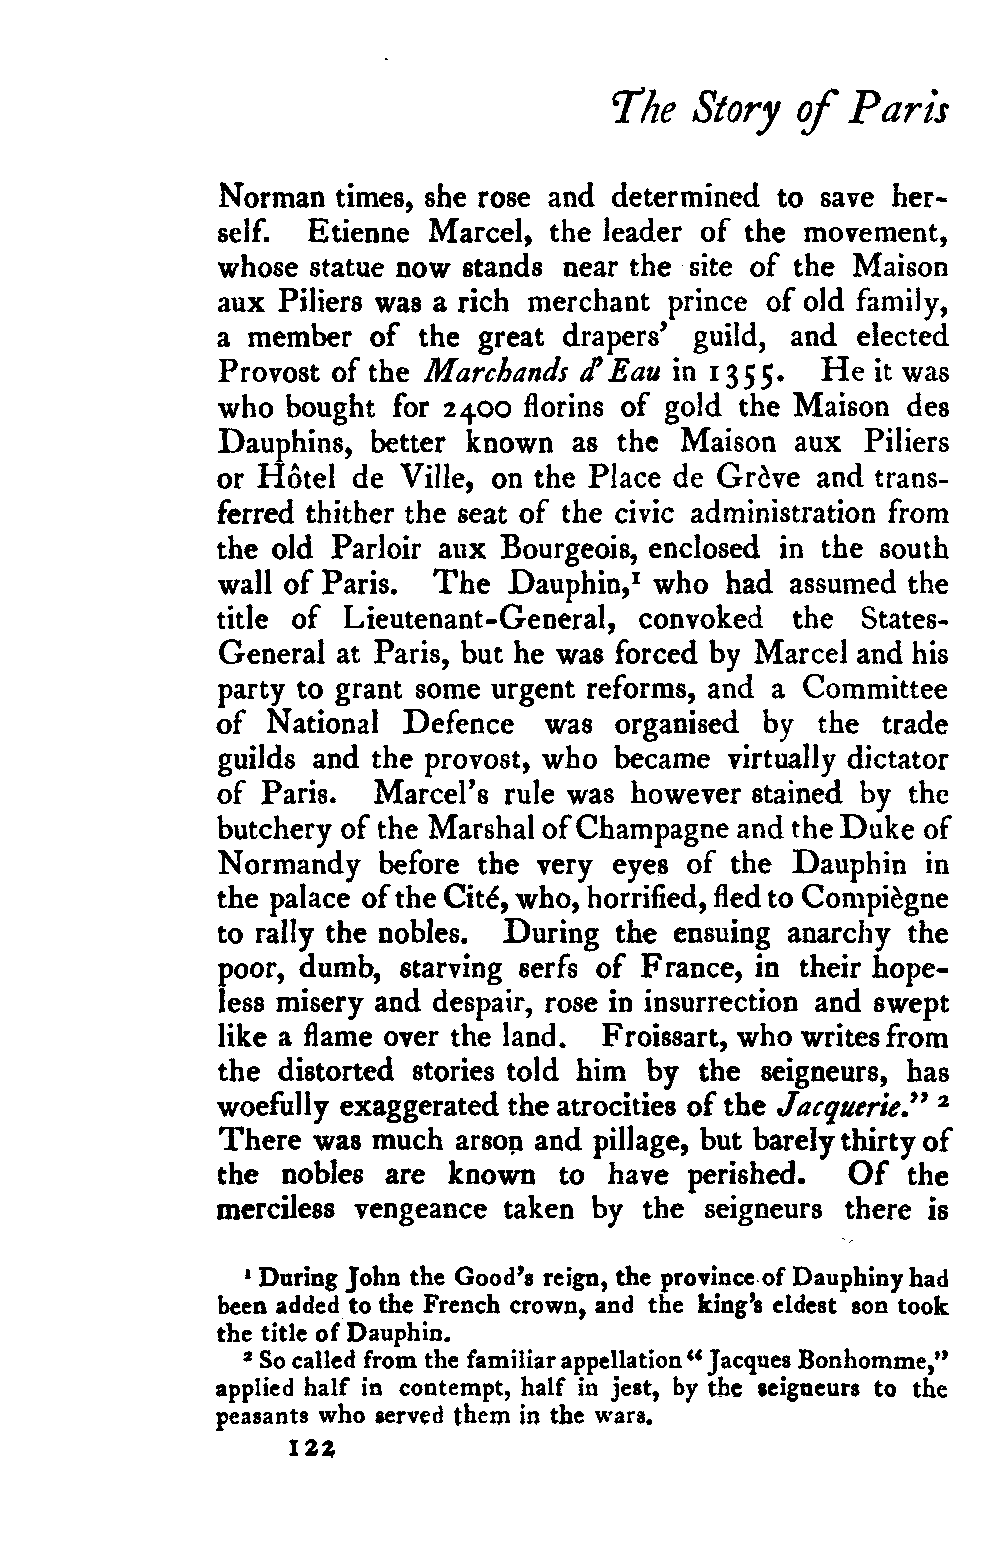 The Story of Paris
Norman times, she rose and determined to save her-
self. Etienne Marcel, the leader of the movement,
whose statue now stands near the site of the Maison
aux Piliers was a rich merchant prince of old family,
a member of the great drapers' guild, and elected
Provost of the Marchands d'Eau in 1355. He it was
who bought for 2400 florins of gold the Maison des
Dauphins, better known as the Maison aux Piliers
or Hôtel de Ville, on the Place de Grève and trans-
ferred thither the seat of the civic administration from
the old Parloir aux Bourgeois, enclosed in the south
wall of Paris. The Dauphin,¹ who had assumed the
title of Lieutenant-General, convoked the States-
General at Paris, but he was forced by Marcel and his
party to grant some urgent reforms, and a Committee
of National Defence was organised by the trade
guilds and the provost, who became virtually dictator
of Paris. Marcel's rule was however stained by the
butchery of the Marshal of Champagne and the Duke of
Normandy before the very eyes of the Dauphin in
the palace of the Cité, who, horrified, fled to Compiègne
to rally the nobles. During the ensuing anarchy the
poor, dumb, starving serfs of France, in their hope-
less misery and despair, rose in insurrection and swept
like a flame over the land. Froissart, who writes from
the distorted stories told him by the seigneurs, has
woefully exaggerated the atrocities of the Jacquerie." ²
There was much arson and pillage, but barely thirty of
the nobles are known to have perished. Of the
merciless vengeance taken by the seigneurs there is
¹ During John the Good's reign, the province of Dauphiny had
been added to the French crown, and the king's eldest son took
the title of Dauphin.
² So called from the familiar appellation "Jacques Bonhomme,"
applied half in contempt, half in jest, by the seigneurs to the
peasants who served them in the wars.
122